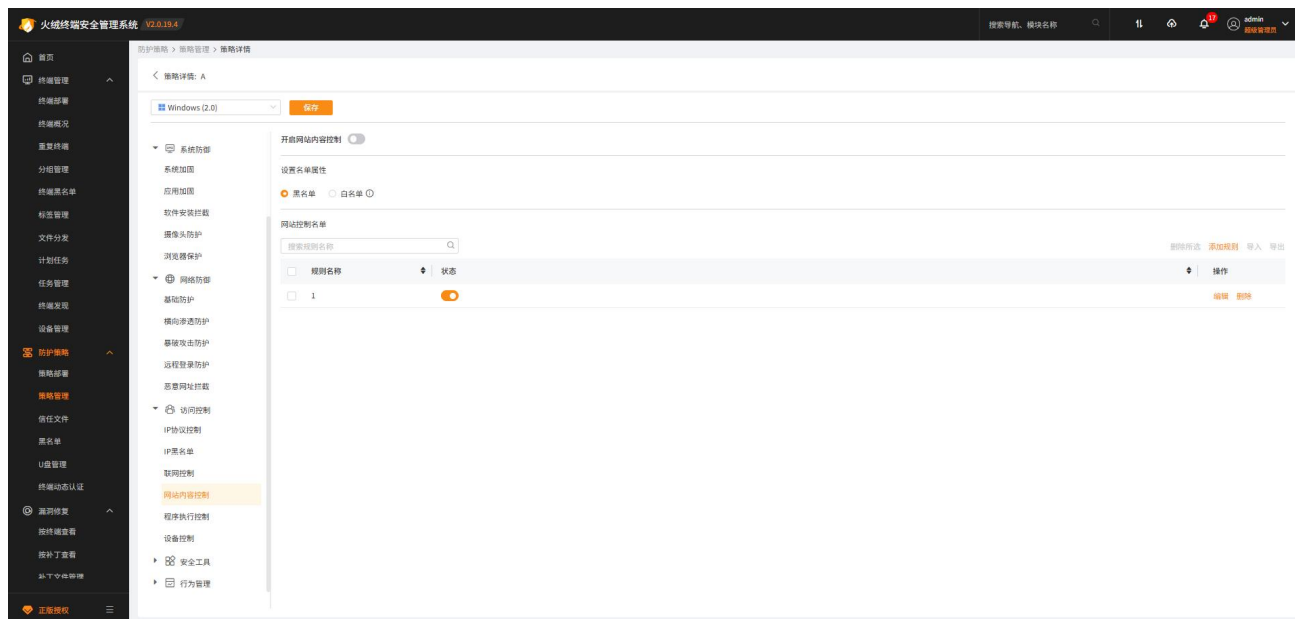 火绒终端安全管理系统 V2.0.19.4
搜索导航、模块名称
17
admin
超级管理员
首页
终端管理
终端部署
终端概况
重复终端
分组管理
终端黑名单
标签管理
文件分发
计划任务
任务管理
终端发现
设备管理
防护策略
策略部署
策略管理
信任文件
黑名单
U盘管理
终端动态认证
漏洞修复
按终端查看
按补丁查看
补丁文件管理
正版授权
防护策略 > 策略管理 > 策略详情
策略详情: A
Windows (2.0)
保存
系统防御
系统加固
应用加固
软件安装拦截
摄像头防护
浏览器保护
网络防御
基础防护
横向渗透防护
暴破攻击防护
远程登录防护
恶意网址拦截
访问控制
IP协议控制
IP黑名单
联网控制
网站内容控制
程序执行控制
设备控制
安全工具
行为管理
开启网站内容控制
设置名单属性
黑名单 白名单
网站控制名单
搜索规则名称
删除所选 添加规则 导入 导出
规则名称 状态 操作
1 编辑 删除